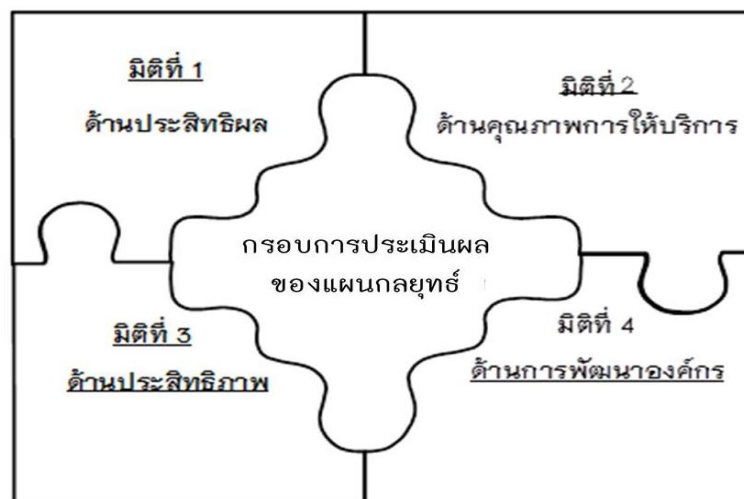 มิติที่ 1
ด้านประสิทธิผล
มิติที่ 2
ด้านคุณภาพการให้บริการ
กรอบการประเมินผล
ของแผนกลยุทธ์
มิติที่ 3
ด้านประสิทธิภาพ
มิติที่ 4
ด้านการพัฒนาองค์กร